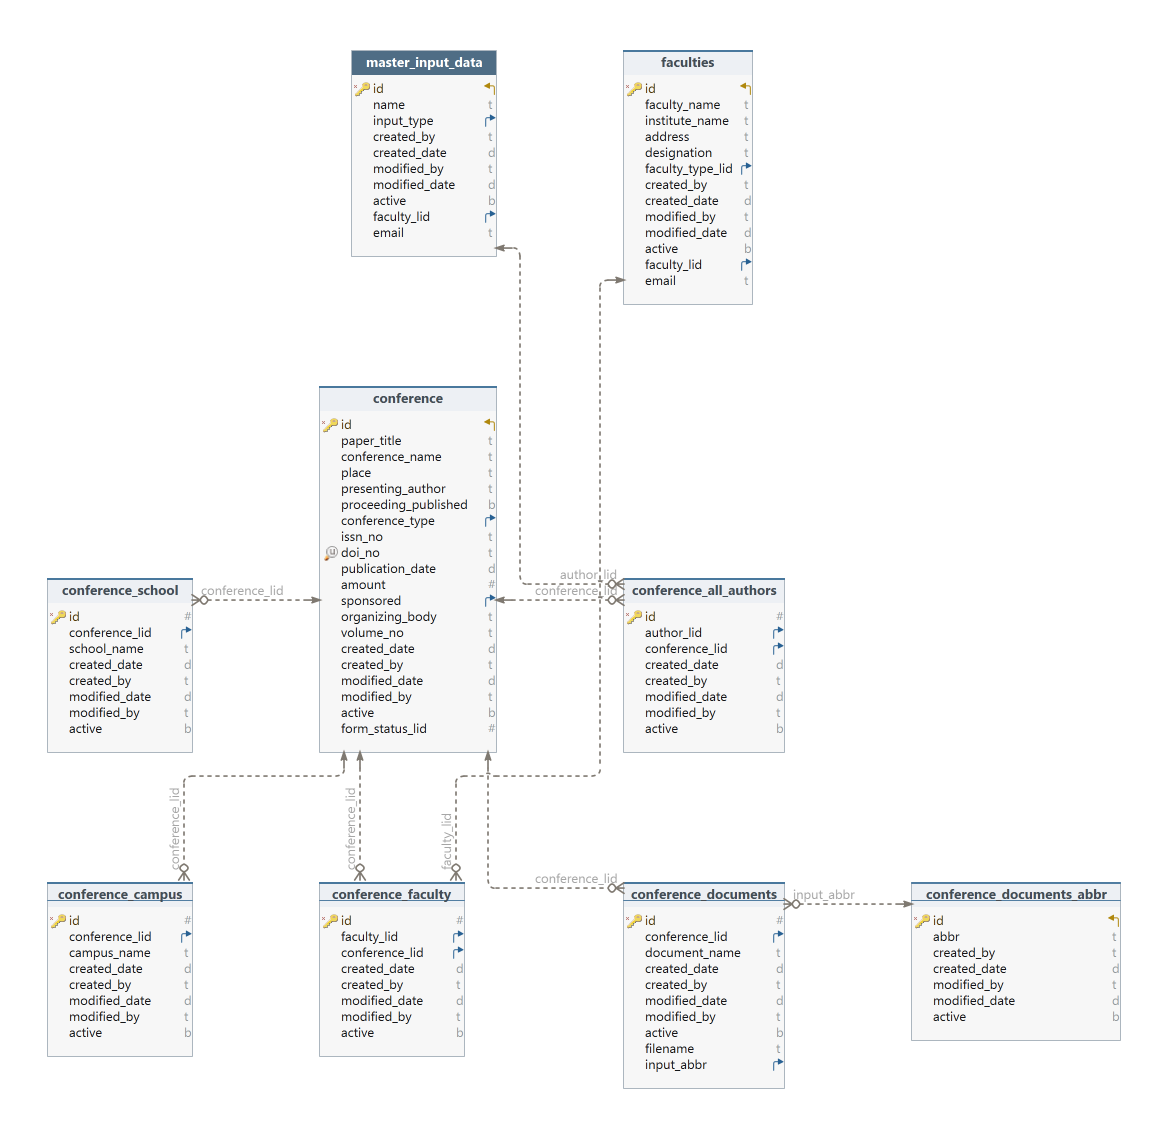 master_input_data
id
name t
input_type
created_by t
created_date d
modified_by t
modified_date d
active b
faculty_lid
email t
faculties
id
faculty_name t
institute_name t
address t
designation t
faculty_type_lid
created_by t
created_date d
modified_by t
modified_date d
active b
faculty_lid
email t
conference
id
paper_title t
conference_name t
place t
presenting_author t
proceeding_published b
conference_type
issn_no t
u doi_no t
publication_date d
amount #
sponsored
organizing_body t
volume_no t
created_date d
created_by t
modified_date d
modified_by t
active b
form_status_lid #
conference_school
id #
conference_lid
school_name t
created_date d
created_by t
modified_date d
modified_by t
active b
conference_lid
author_lid
conference_lid
conference_all_authors
id #
author_lid
conference_lid
created_date d
created_by t
modified_date d
modified_by t
active b
conference_lid
conference_lid
faculty_lid
conference_lid
conference_campus
id #
conference_lid
campus_name t
created_date d
created_by t
modified_date d
modified_by t
active b
conference_faculty
id #
faculty_lid
conference_lid
created_date d
created_by t
modified_date d
modified_by t
active b
conference_documents
id #
conference_lid
document_name t
created_date d
created_by t
modified_date d
modified_by t
active b
filename t
input_abbr
input_abbr
conference_documents_abbr
id
abbr t
created_by t
created_date d
modified_by t
modified_date d
active b